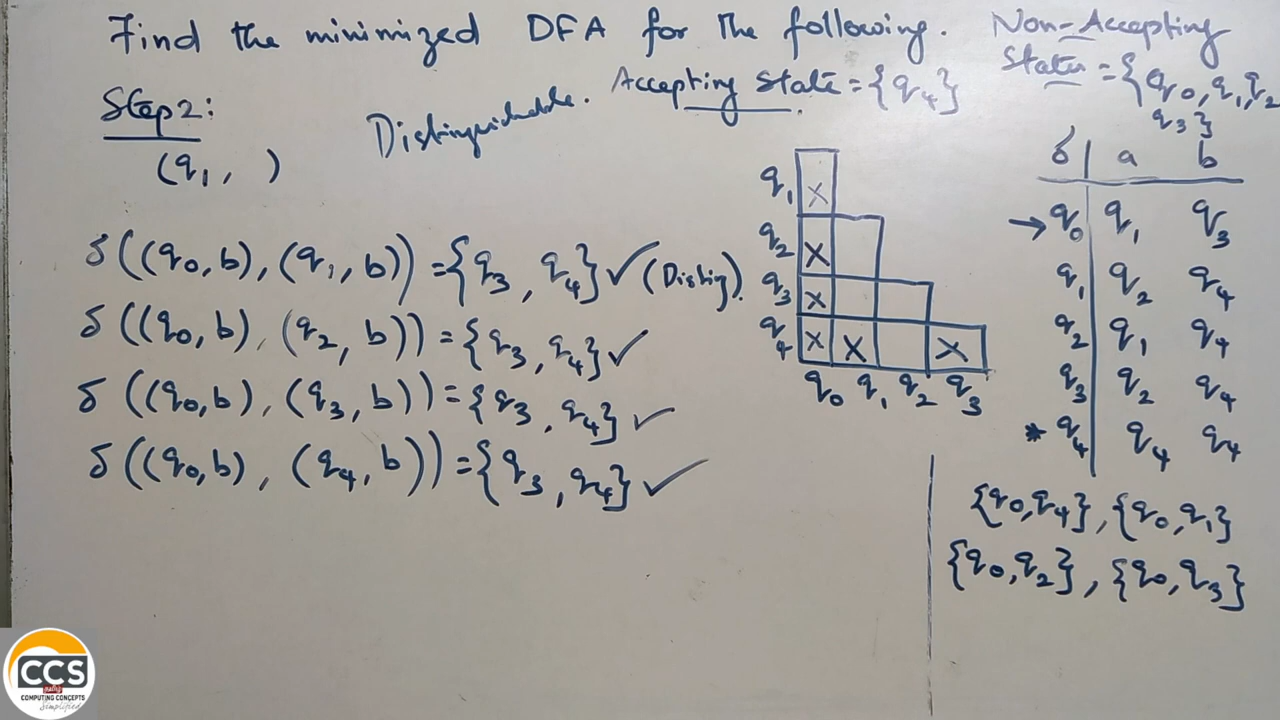 Find the minimized DFA for the following. Non-Accepting
States = {q0, q1, q2
q3}
Step 2: Distinguishable. Accepting State = {q4}
(q1, )
δ((q0, b), (q1, b)) = {q3, q4} ✓ (Disting).
δ((q0, b), (q2, b)) = {q3, q4} ✓
δ((q0, b), (q3, b)) = {q3, q4} ✓
δ((q0, b), (q4, b)) = {q3, q4} ✓
q1 x
q2 x
q3 x
q4 x x x
q0 q1 q2 q3
δ | a b
→ q0 q1 q3
q1 q2 q4
q2 q1 q4
q3 q2 q4
* q4 q4 q4
{q0, q4}, {q0, q1}
{q0, q2}, {q0, q3}
CCS
COMPUTING CONCEPTS
Simplified